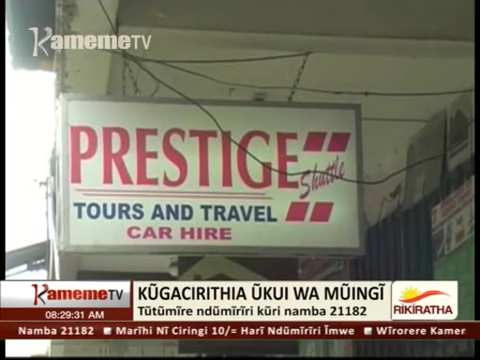 KamemeTV
PRESTIGE
Shuttle
TOURS AND TRAVEL
CAR HIRE
KamemeTV
08:29:31 AM
KŨGACIRITHIA ŨKUI WA MŨINGĨ
Tũtũmĩre ndũmĩrĩri kũri namba 21182
RIKIRATHA
Namba 21182 Marĩhi Nĩ Ciringi 10/= Harĩ Ndũmĩrĩri Ĩmwe Wĩrorere Kamer